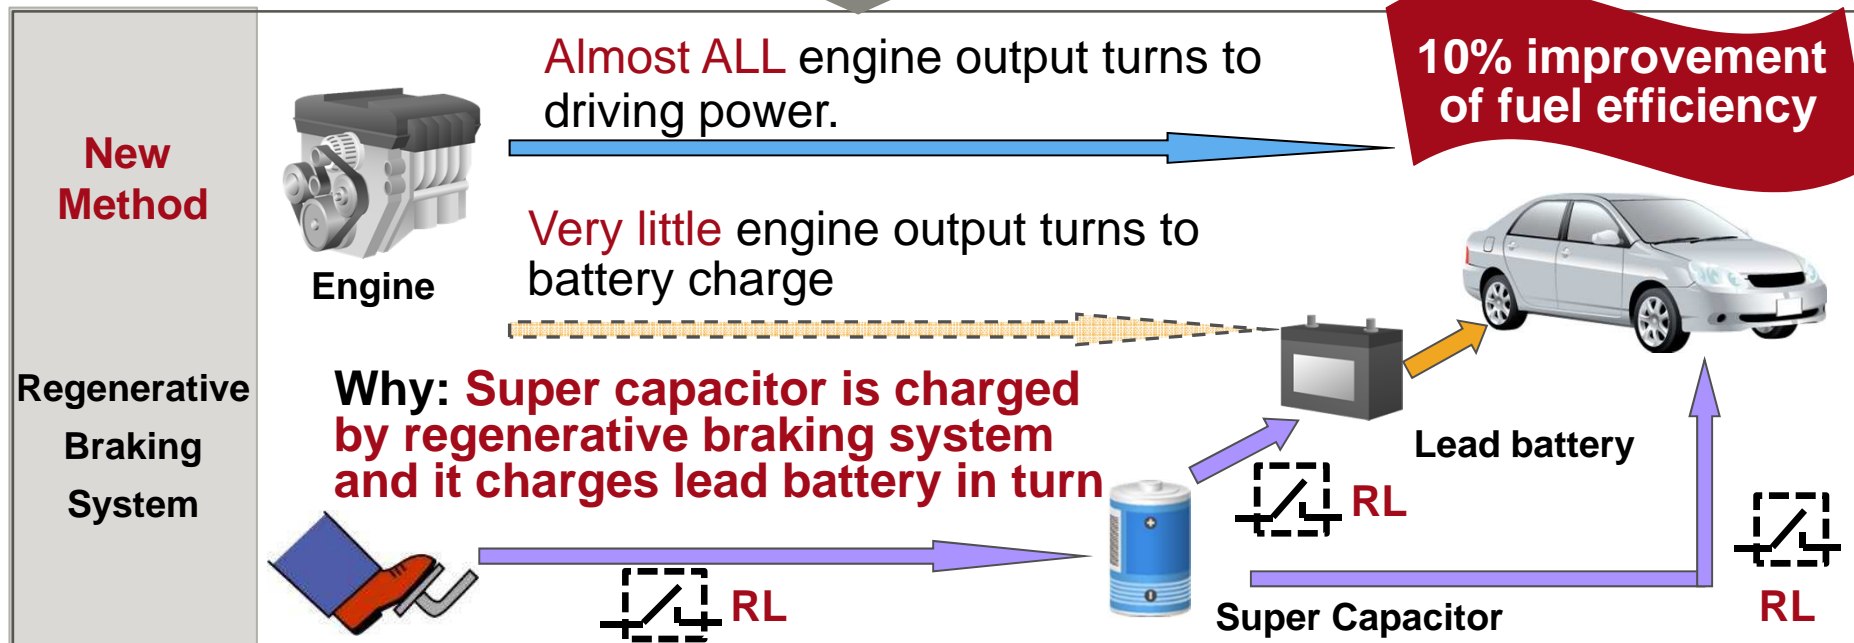 New
Method
Regenerative
Braking
System
Almost ALL engine output turns to
driving power.
10% improvement
of fuel efficiency
Engine
Very little engine output turns to
battery charge
Why: Super capacitor is charged
by regenerative braking system
and it charges lead battery in turn
Lead battery
RL
RL
RL
Super Capacitor